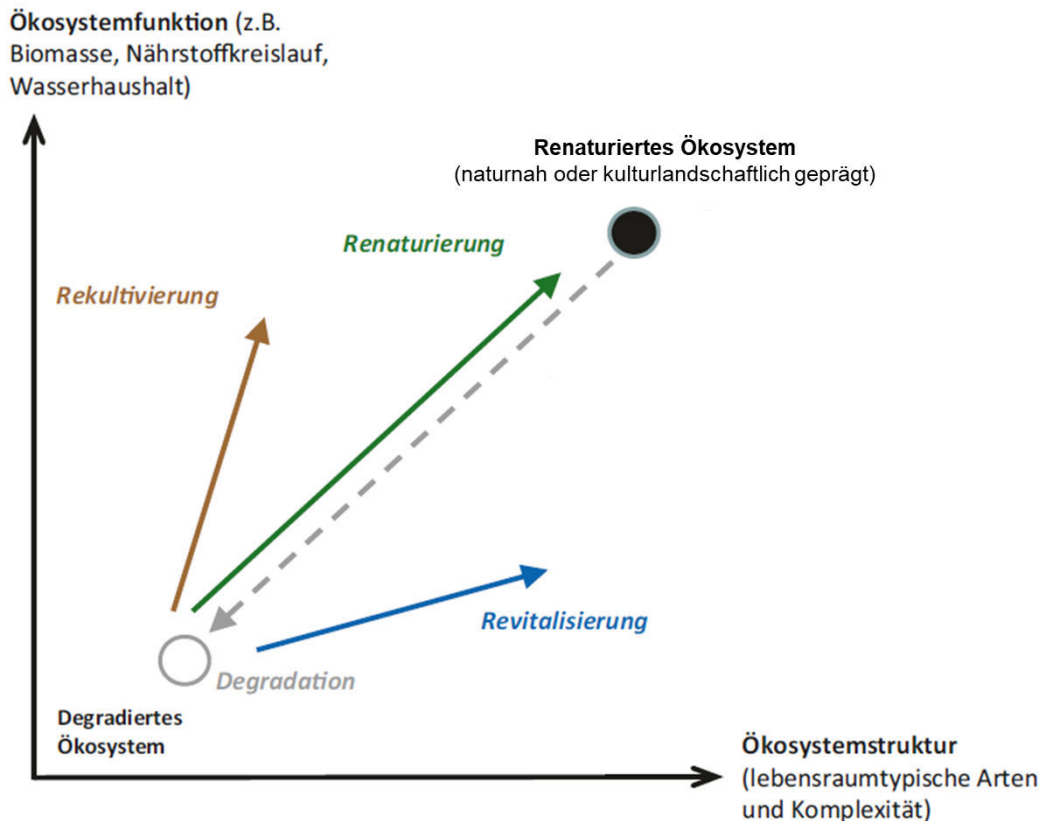 Ökosystemfunktion (z.B.
Biomasse, Nährstoffkreislauf,
Wasserhaushalt)
Renaturiertes Ökosystem
(naturnah oder kulturlandschaftlich geprägt)
Renaturierung
Rekultivierung
Revitalisierung
Degradation
Degradiertes
Ökosystem
Ökosystemstruktur
(lebensraumtypische Arten
und Komplexität)